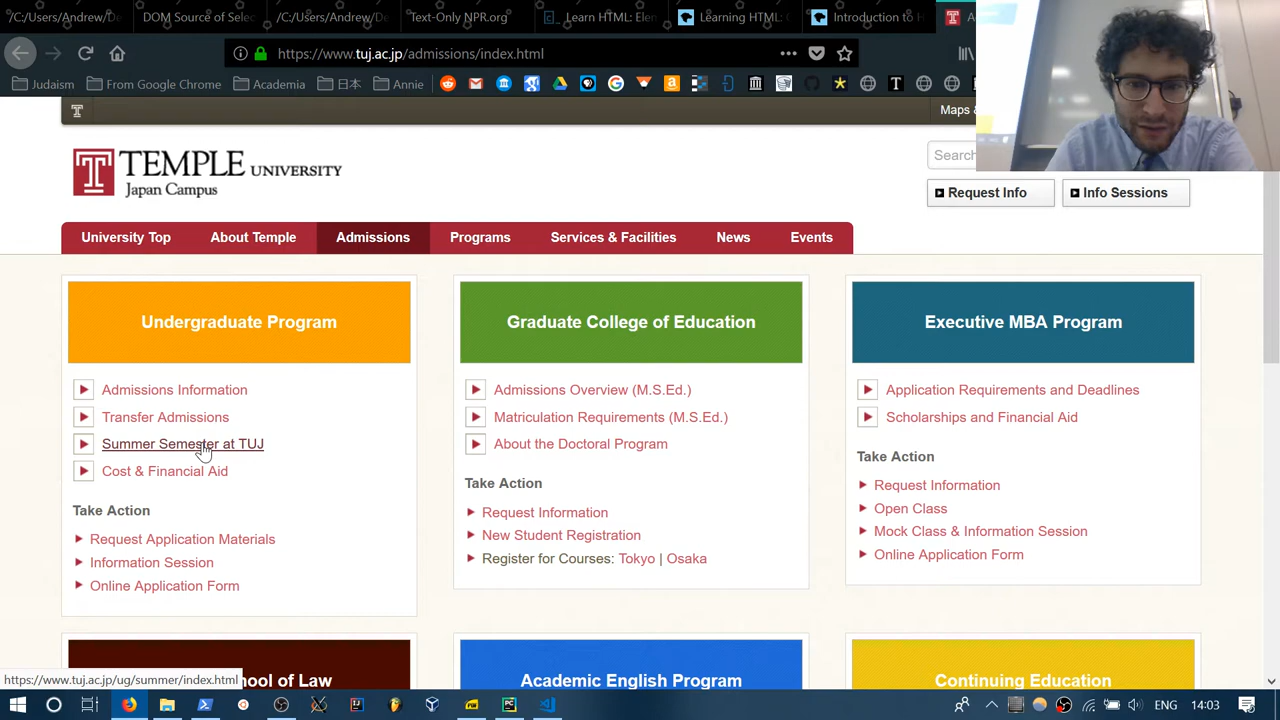 /C:/Users/Andrew/De
DOM Source of Selec
/C:/Users/Andrew/De
Text-Only NPR.org
Learn HTML: Elen
Learning HTML:
Introduction to H
https://www.tuj.ac.jp/admissions/index.html
Judaism
From Google Chrome
Academia
日本
Annie
T
Maps &
TEMPLE UNIVERSITY
Japan Campus
Search
Request Info
Info Sessions
University Top
About Temple
Admissions
Programs
Services & Facilities
News
Events
Undergraduate Program
Admissions Information
Transfer Admissions
Summer Semester at TUJ
Cost & Financial Aid
Take Action
Request Application Materials
Information Session
Online Application Form
Graduate College of Education
Admissions Overview (M.S.Ed.)
Matriculation Requirements (M.S.Ed.)
About the Doctoral Program
Take Action
Request Information
New Student Registration
Register for Courses: Tokyo | Osaka
Executive MBA Program
Application Requirements and Deadlines
Scholarships and Financial Aid
Take Action
Request Information
Open Class
Mock Class & Information Session
Online Application Form
hool of Law
Academic English Program
Continuing Education
https://www.tuj.ac.jp/ug/summer/index.html
ENG
14:03